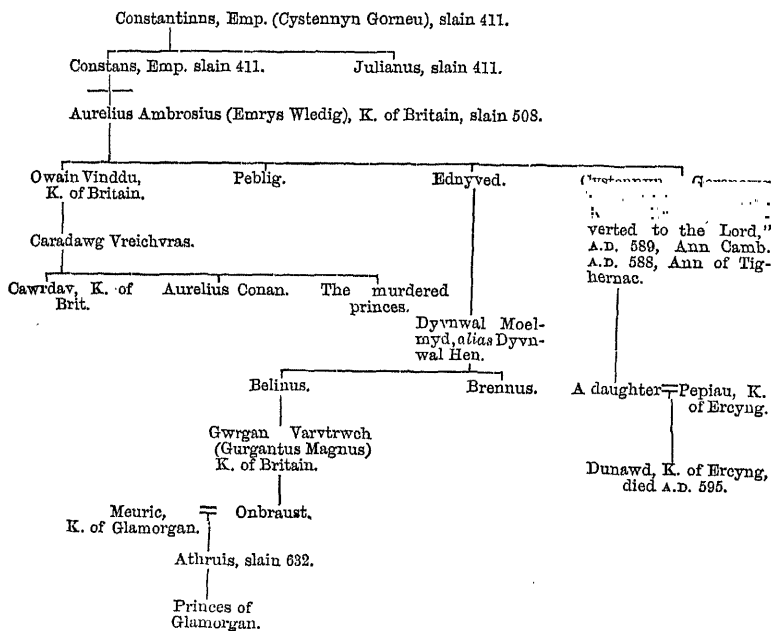 Constantinns, Emp. (Cystennyn Gorneu), slain 411.
Constans, Emp. slain 411.
Julianus, slain 411.
Aurelius Ambrosius (Emrys Wledig), K. of Britain, slain 508.
Owain Vinddu,
K. of Britain.
Peblig.
Ednyved.
verted to the Lord,"
A.D. 589, Ann Camb.
A.D. 588, Ann of Tig-
hernac.
Caradawg Vreichvras.
Cawrdav, K. of
Brit.
Aurelius Conan.
The murdered
princes.
Dyvnwal Moel-
myd, alias Dyvn-
wal Hen.
Belinus.
Brennus.
A daughter
Pepiau, K.
of Ercyng.
Gwrgan Varvtrwch
(Gurgantus Magnus)
K. of Britain.
Dunawd, K. of Ercyng,
died A.D. 595.
Meuric,
K. of Glamorgan.
=
Onbraust.
Athruis, slain 632.
Princes of
Glamorgan.